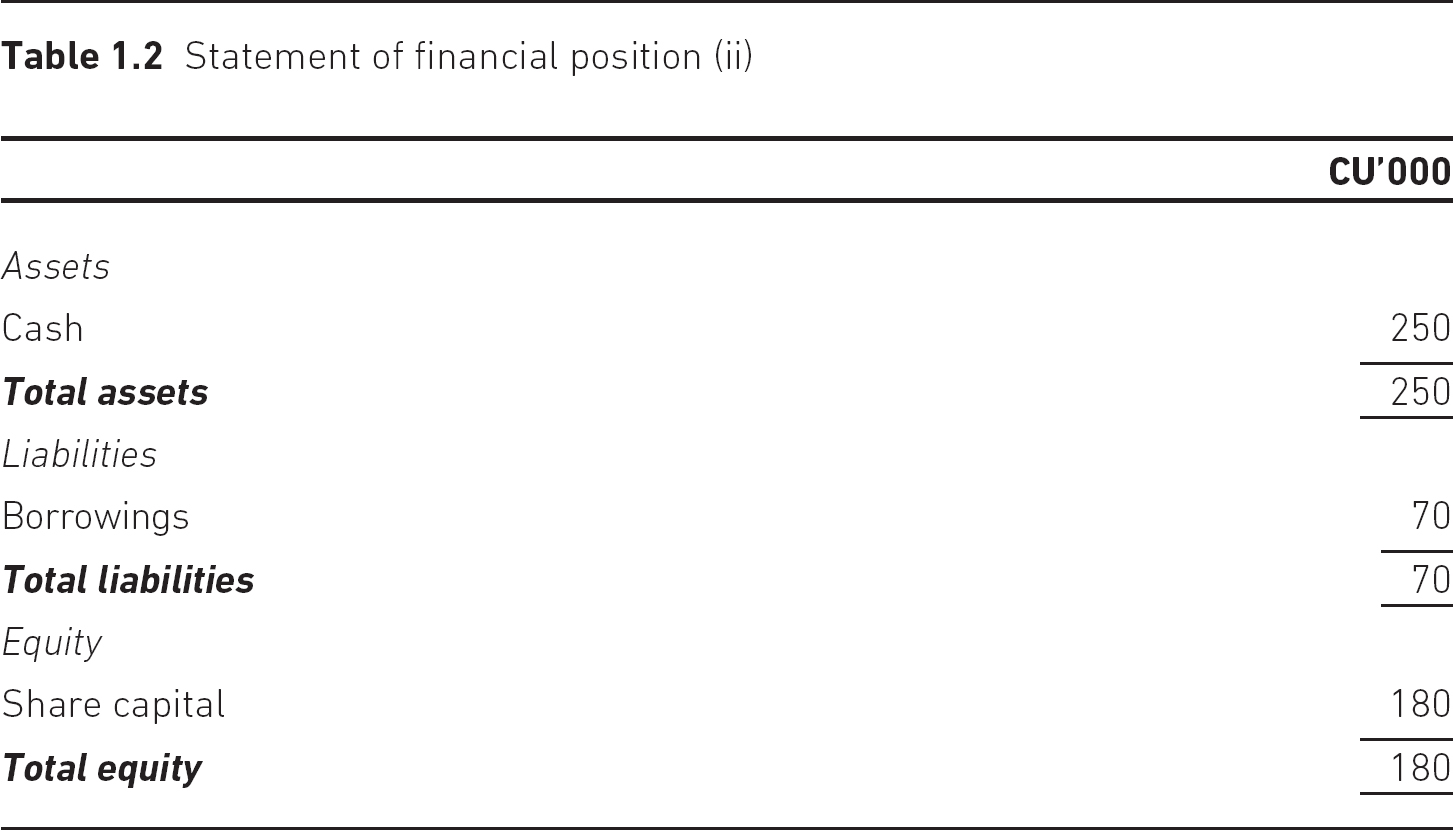 Table 1.2 Statement of financial position (ii)
CU’000
Assets
Cash 250
Total assets 250
Liabilities
Borrowings 70
Total liabilities 70
Equity
Share capital 180
Total equity 180